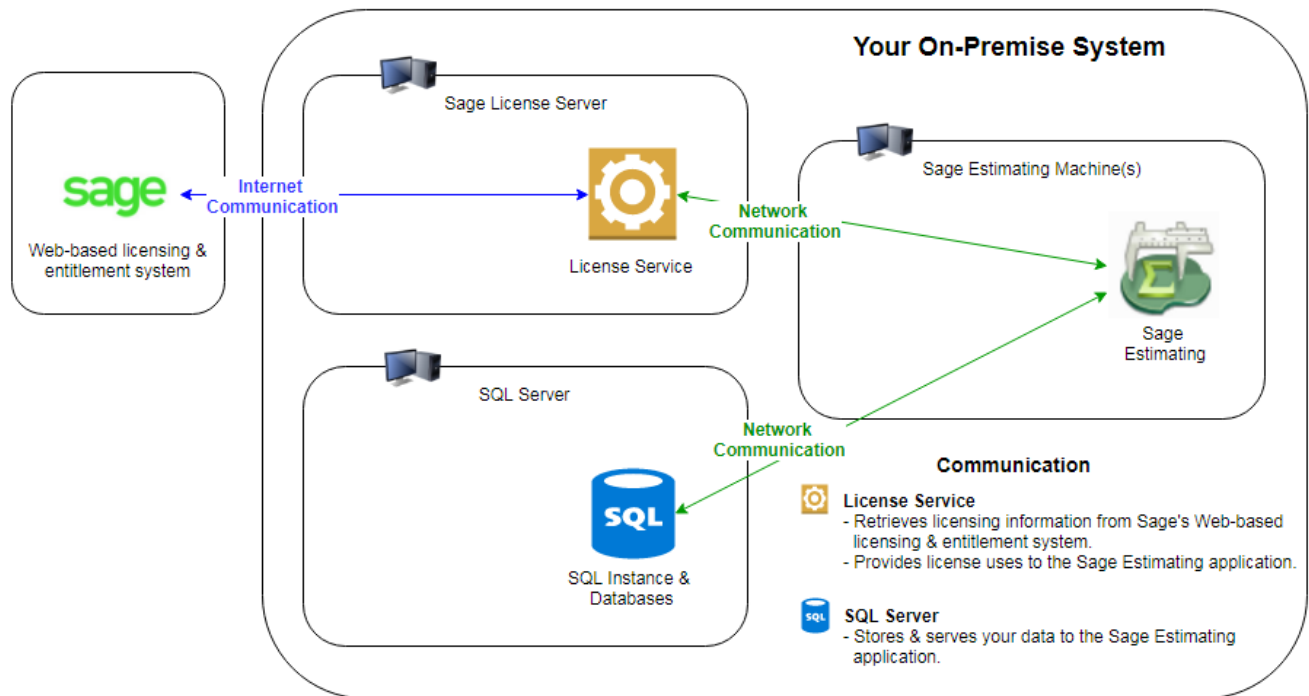 Your On-Premise System
Sage License Server
Sage Estimating Machine(s)
sage
Internet
Communication
Network
Communication
Web-based licensing &
entitlement system
License Service
Sage
Estimating
SQL Server
Network
Communication
SQL
SQL Instance &
Databases
Communication
License Service
- Retrieves licensing information from Sage's Web-based
licensing & entitlement system.
- Provides license uses to the Sage Estimating application.
SQL
SQL Server
- Stores & serves your data to the Sage Estimating
application.